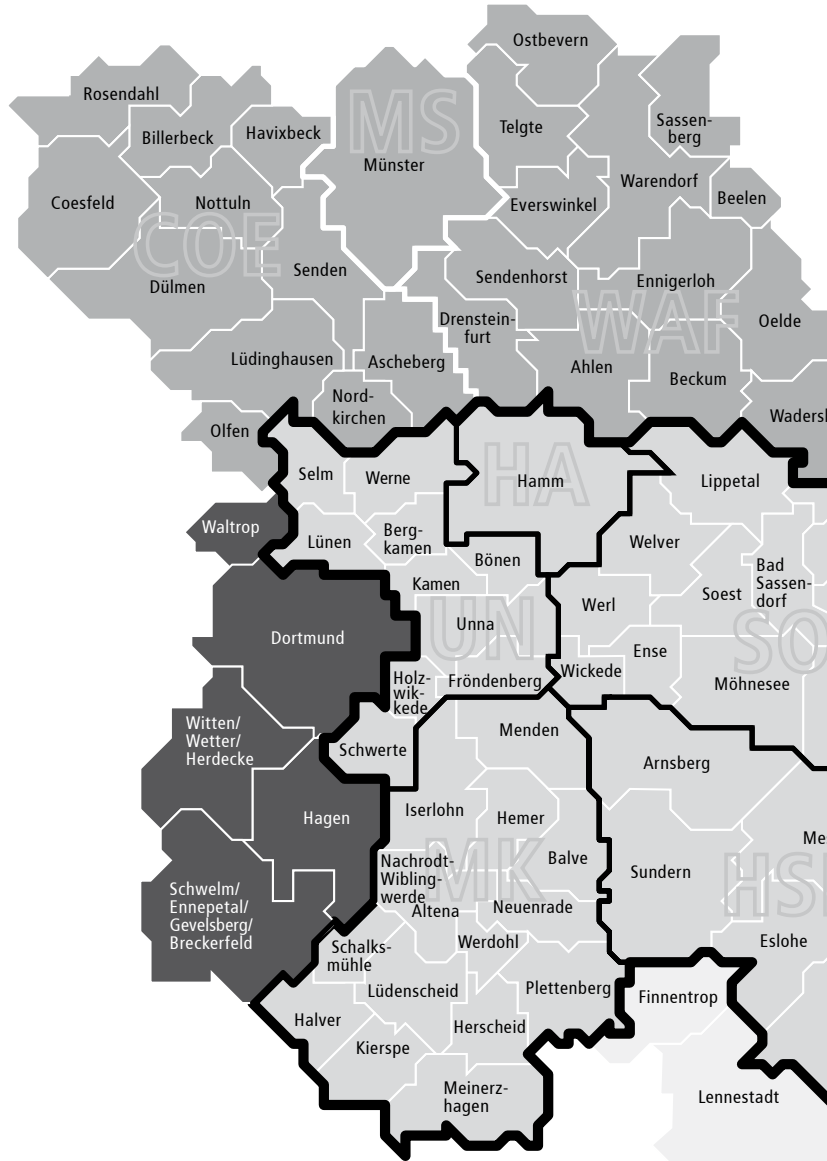 Ostbevern
Rosendahl
MS
Billerbeck
Havixbeck
Telgte
Sassen-
berg
Münster
Warendorf
Beelen
Coesfeld
Nottuln
Everswinkel
COE
Senden
Dülmen
Sendenhorst
Ennigerloh
WAF
Drenstein-
furt
Oelde
Lüdinghausen
Ascheberg
Ahlen
Beckum
Nord-
kirchen
Wadersl
Olfen
Selm
Werne
HA
Hamm
Lippetal
Waltrop
Lünen
Berg-
kamen
Welver
Bönen
Bad
Sassen-
dorf
Kamen
Soest
Werl
Dortmund
Unna
UN
SO
Ense
Holz-
wik-
kede
Fröndenberg
Wickede
Möhnesee
Witten/
Wetter/
Herdecke
Schwerte
Menden
Arnsberg
Hagen
Iserlohn
Hemer
Me
Nachrodt-
Wibling-
werde
MK
Balve
Sundern
HS
Schwelm/
Ennepetal/
Gevelsberg/
Breckerfeld
Altena
Neuenrade
Schalks-
mühle
Werdohl
Eslohe
Lüdenscheid
Plettenberg
Finnentrop
Halver
Herscheid
Kierspe
Meinerz-
hagen
Lennestadt